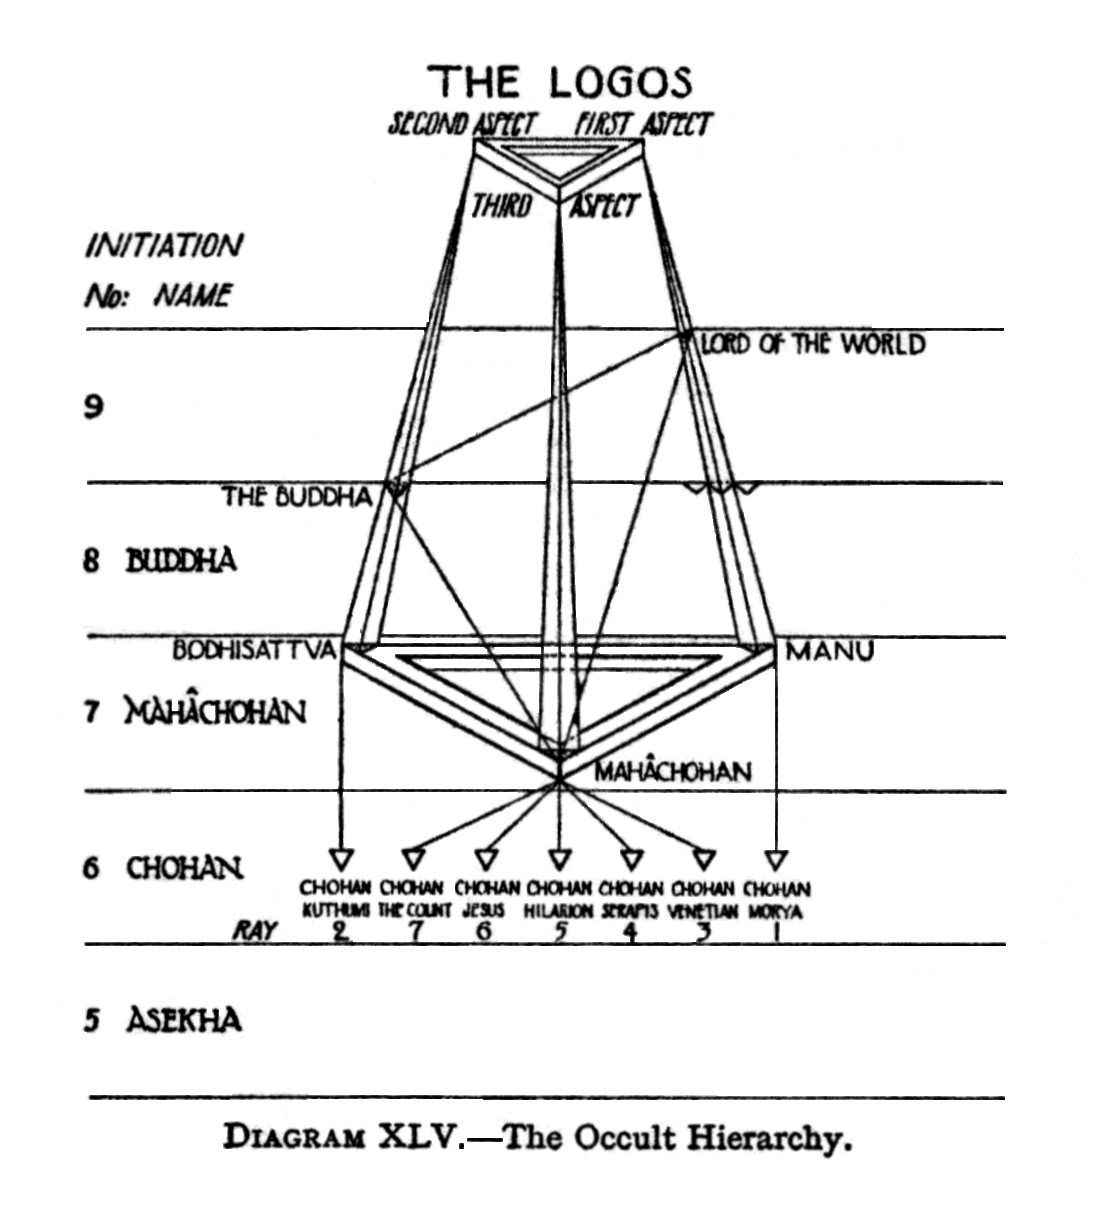 THE LOGOS
SECOND ASPECT FIRST ASPECT
THIRD ASPECT
INITIATION
No: NAME
LORD OF THE WORLD
9
THE BUDDHA
8 BUDDHA
BODHISATTVA MANU
7 MAHÂCHOHAN
MAHÂCHOHAN
6 CHOHAN
CHOHAN CHOHAN CHOHAN CHOHAN CHOHAN CHOHAN CHOHAN
KUTHUMI THE COUNT JESUS HILARION SERAPIS VENETIAN MORYA
RAY 2 7 6 5 4 3 1
5 ASEKHA
DIAGRAM XLV.—The Occult Hierarchy.